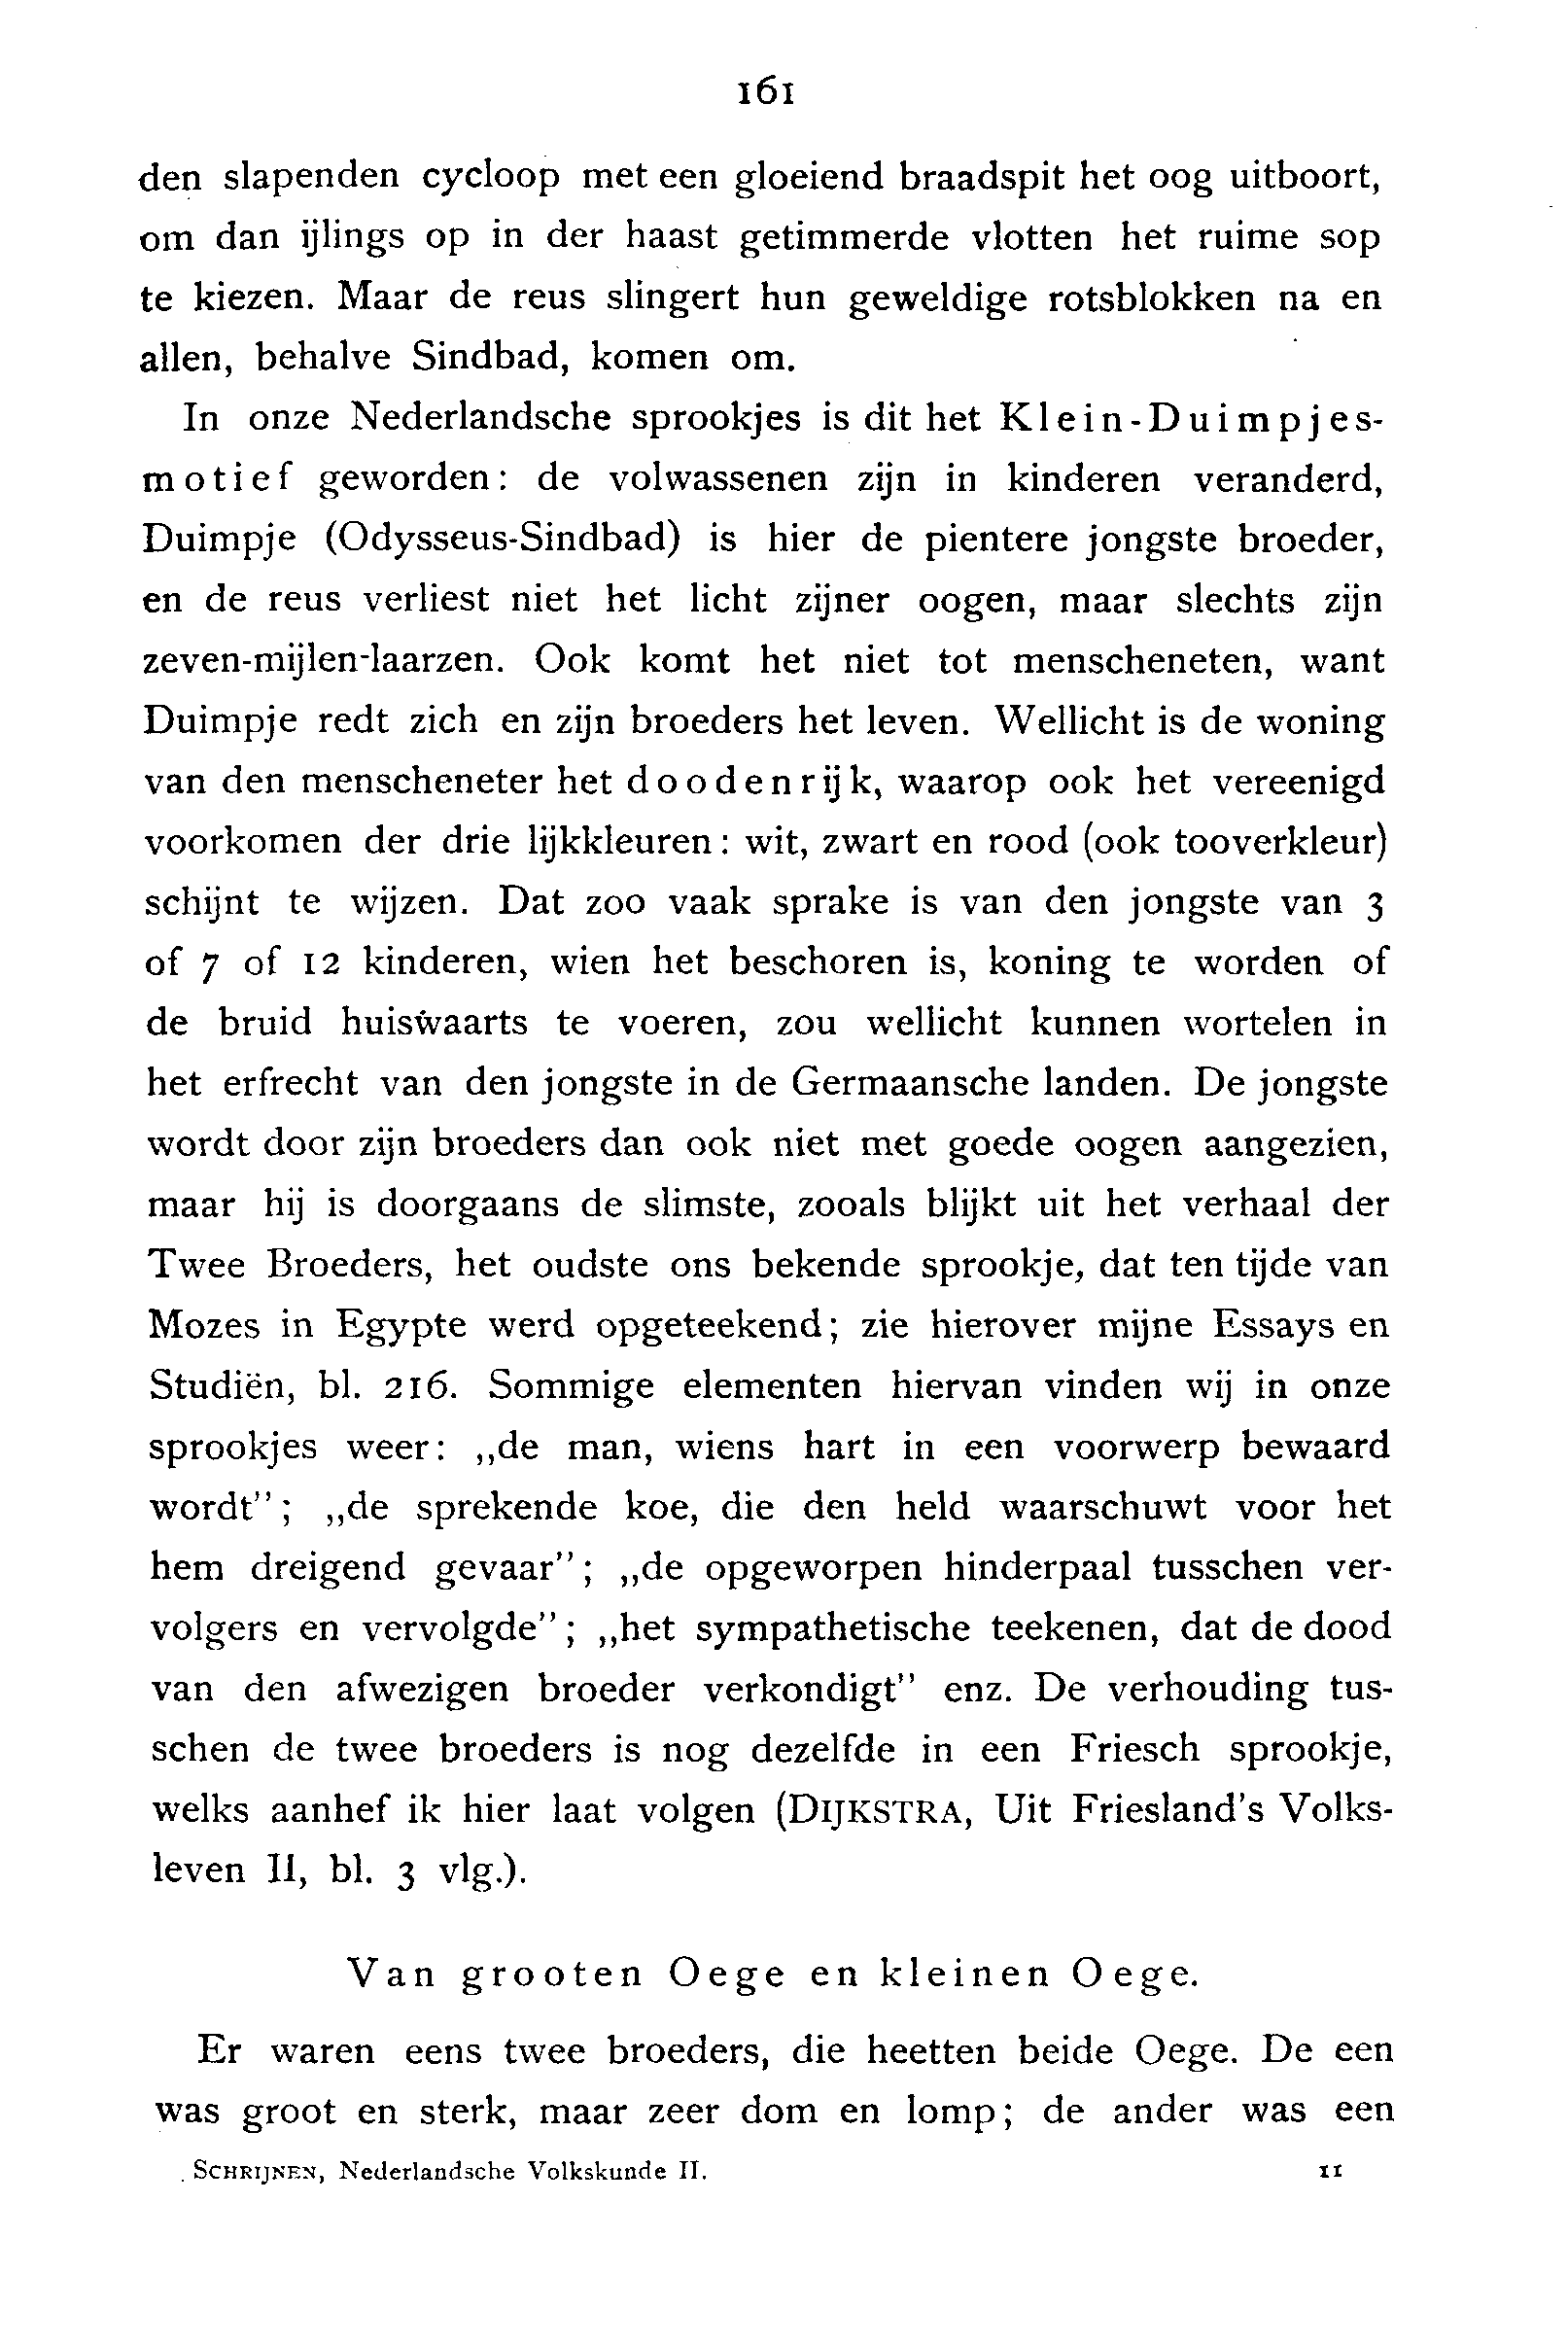 161
den slapenden cycloop met een gloeiend braadspit het oog uitboort,
om dan ijlings op in der haast getimmerde vlotten het ruime sop
te kiezen. Maar de reus slingert hun geweldige rotsblokken na en
allen, behalve Sindbad, komen om.
In onze Nederlandsche sprookjes is dit het Klein-Duimpjes-
motief geworden: de volwassenen zijn in kinderen veranderd,
Duimpje (Odysseus-Sindbad) is hier de pientere jongste broeder,
en de reus verliest niet het licht zijner oogen, maar slechts zijn
zeven-mijlen-laarzen. Ook komt het niet tot menscheneten, want
Duimpje redt zich en zijn broeders het leven. Wellicht is de woning
van den menscheneter het doodenrijk, waarop ook het vereenigd
voorkomen der drie lijkkleuren: wit, zwart en rood (ook tooverkleur)
schijnt te wijzen. Dat zoo vaak sprake is van den jongste van 3
of 7 of 12 kinderen, wien het beschoren is, koning te worden of
de bruid huiswaarts te voeren, zou wellicht kunnen wortelen in
het erfrecht van den jongste in de Germaansche landen. De jongste
wordt door zijn broeders dan ook niet met goede oogen aangezien,
maar hij is doorgaans de slimste, zooals blijkt uit het verhaal der
Twee Broeders, het oudste ons bekende sprookje, dat ten tijde van
Mozes in Egypte werd opgeteekend; zie hierover mijne Essays en
Studiën, bl. 216. Sommige elementen hiervan vinden wij in onze
sprookjes weer: „de man, wiens hart in een voorwerp bewaard
wordt”; „de sprekende koe, die den held waarschuwt voor het
hem dreigend gevaar”; „de opgeworpen hinderpaal tusschen ver-
volgers en vervolgde”; „het sympathetische teekenen, dat de dood
van den afwezigen broeder verkondigt” enz. De verhouding tus-
schen de twee broeders is nog dezelfde in een Friesch sprookje,
welks aanhef ik hier laat volgen (DIJKSTRA, Uit Friesland's Volks-
leven II, bl. 3 vlg.).
Van grooten Oege en kleinen Oege.
Er waren eens twee broeders, die heetten beide Oege. De een
was groot en sterk, maar zeer dom en lomp; de ander was een
SCHRIJNEN, Nederlandsche Volkskunde II. 11